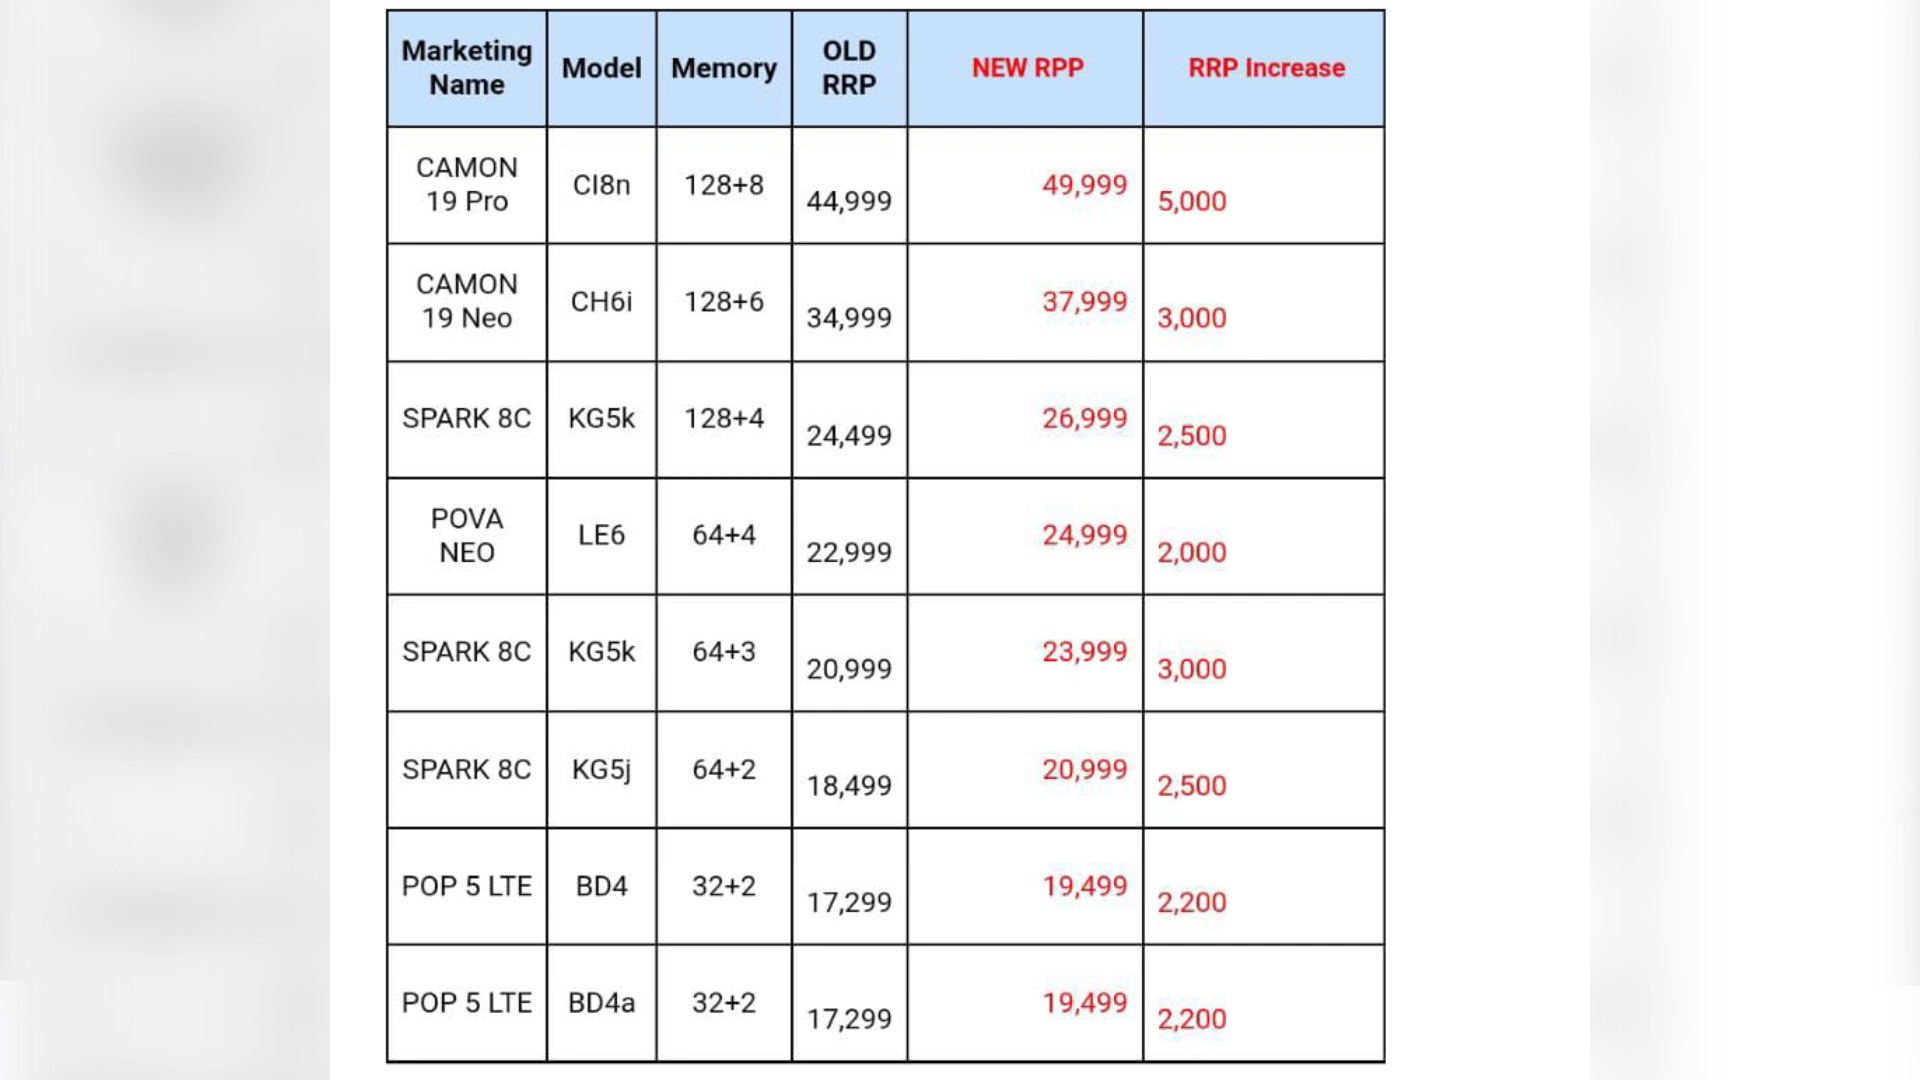 Marketing Name Model Memory OLD RRP NEW RPP RRP Increase
CAMON 19 Pro CI8n 128+8 44,999 49,999 5,000
CAMON 19 Neo CH6i 128+6 34,999 37,999 3,000
SPARK 8C KG5k 128+4 24,499 26,999 2,500
POVA NEO LE6 64+4 22,999 24,999 2,000
SPARK 8C KG5k 64+3 20,999 23,999 3,000
SPARK 8C KG5j 64+2 18,499 20,999 2,500
POP 5 LTE BD4 32+2 17,299 19,499 2,200
POP 5 LTE BD4a 32+2 17,299 19,499 2,200